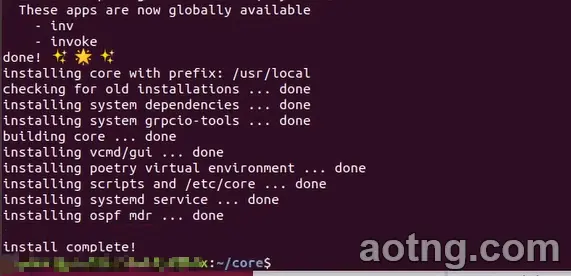 These apps are now globally available
- inv
- invoke
done! ✨ 🌟 ✨
installing core with prefix: /usr/local
checking for old installations ... done
installing system dependencies ... done
installing system grpcio-tools ... done
building core ... done
installing vcmd/gui ... done
installing poetry virtual environment ... done
installing scripts and /etc/core ... done
installing systemd service ... done
installing ospf mdr ... done
install complete!
x:~/core$
aotng.com